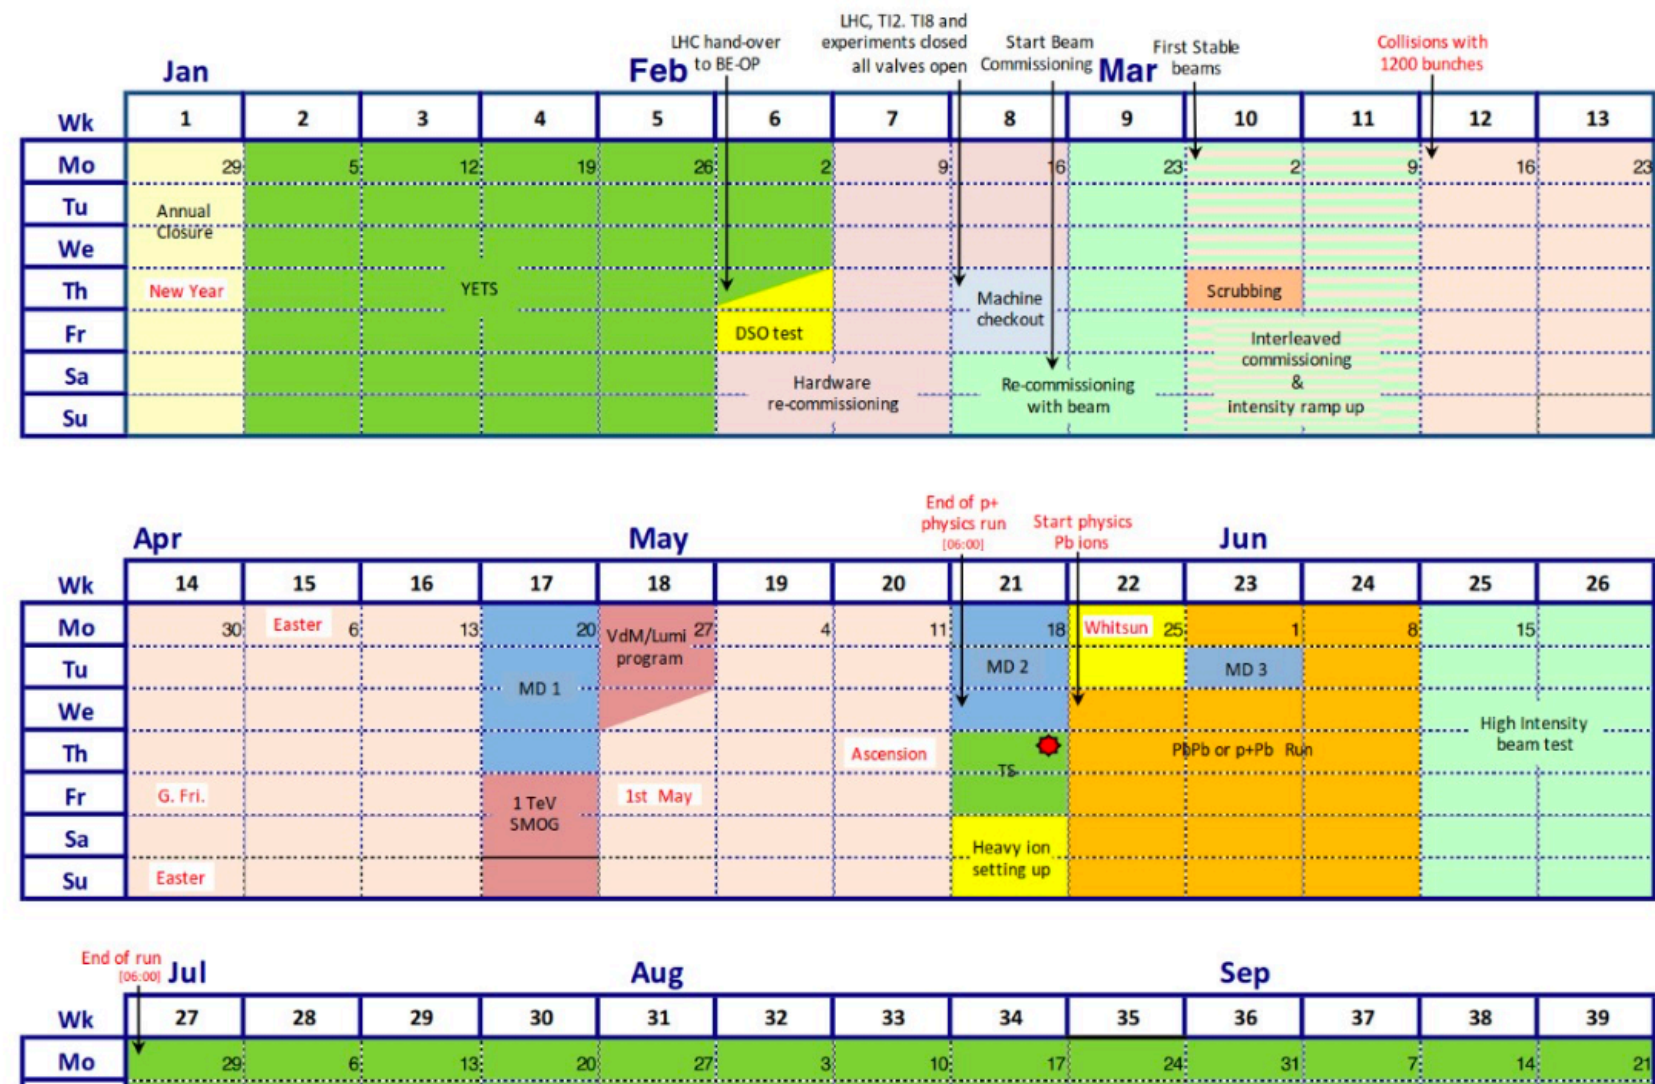 LHC, TI2. TI8 and
LHC hand-over experiments closed Start Beam First Stable Collisions with
Jan Feb to BE-OP all valves open Commissioning Mar beams 1200 bunches
Wk 1 2 3 4 5 6 7 8 9 10 11 12 13
Mo 29 5 12 19 26 2 9 16 23 2 9 16 23
Tu Annual
We Closure
Th New Year YETS Machine Scrubbing
Fr DSO test checkout Interleaved
commissioning
Sa Hardware Re-commissioning &
Su re-commissioning with beam intensity ramp up
End of p+
physics run Start physics
Apr May [06:00] Pb ions Jun
Wk 14 15 16 17 18 19 20 21 22 23 24 25 26
Mo 30 Easter 6 13 20 VdM/Lumi 27 4 11 18 Whitsun 25 1 8 15
Tu MD 1 program MD 2 MD 3
We High Intensity
Th Ascension TS PbPb or p+Pb Run beam test
Fr G. Fri. 1 TeV 1st May
Sa SMOG Heavy ion
Su Easter setting up
End of run
[06:00] Jul Aug Sep
Wk 27 28 29 30 31 32 33 34 35 36 37 38 39
Mo 29 6 13 20 27 3 10 17 24 31 7 14 21